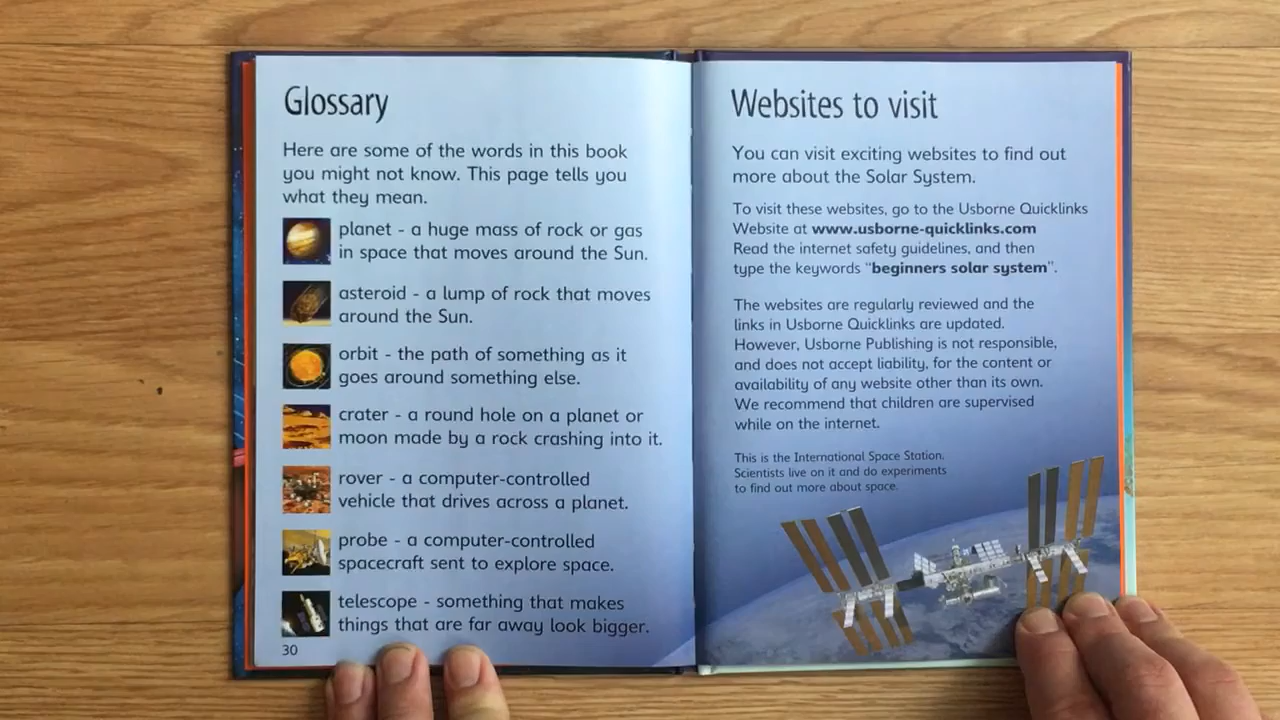 Glossary
Here are some of the words in this book
you might not know. This page tells you
what they mean.
planet - a huge mass of rock or gas
in space that moves around the Sun.
asteroid - a lump of rock that moves
around the Sun.
orbit - the path of something as it
goes around something else.
crater - a round hole on a planet or
moon made by a rock crashing into it.
rover - a computer-controlled
vehicle that drives across a planet.
probe - a computer-controlled
spacecraft sent to explore space.
telescope - something that makes
things that are far away look bigger.
30
Websites to visit
You can visit exciting websites to find out
more about the Solar System.
To visit these websites, go to the Usborne Quicklinks
Website at www.usborne-quicklinks.com
Read the internet safety guidelines, and then
type the keywords “beginners solar system”.
The websites are regularly reviewed and the
links in Usborne Quicklinks are updated.
However, Usborne Publishing is not responsible,
and does not accept liability, for the content or
availability of any website other than its own.
We recommend that children are supervised
while on the internet.
This is the International Space Station.
Scientists live on it and do experiments
to find out more about space.